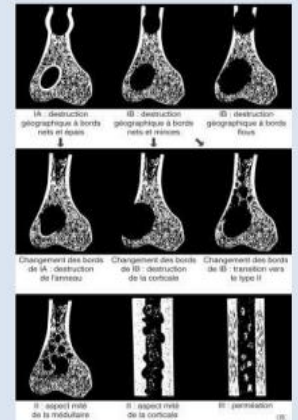 IA : destruction
géographique à bords
nets et épais
IB : destruction
géographique à bords
nets et minces
IB : destruction
géographique à bords
flous
Changement des bords
de IA : destruction
de l'anneau
Changement des bords
de IB : destruction
de la corticale
Changement des bords
de IB : transition vers
le type II
II : aspect mité
de la médullaire
II : aspect mité
de la corticale
III : perméation